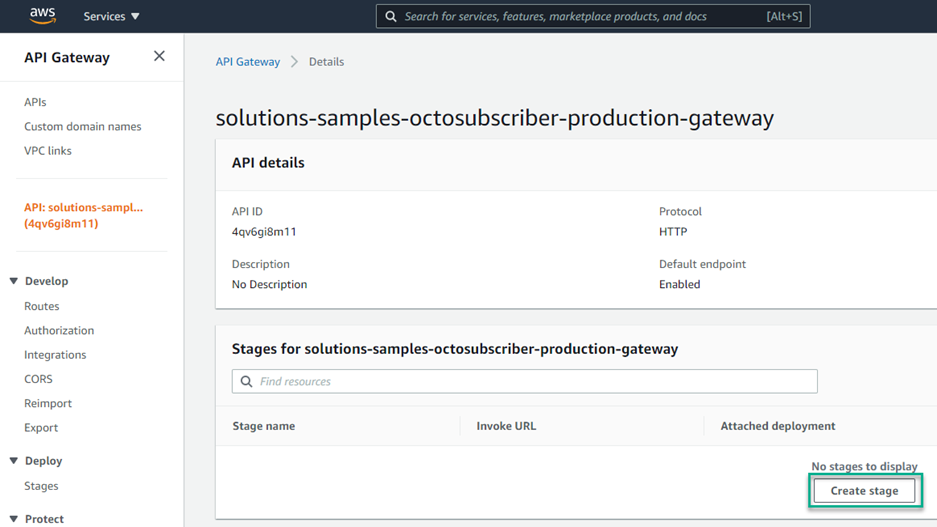 aws Services Search for services, features, marketplace products, and docs [Alt+S]
API Gateway
APIs
Custom domain names
VPC links
API: solutions-sampl...
(4qv6gi8m11)
Develop
Routes
Authorization
Integrations
CORS
Reimport
Export
Deploy
Stages
Protect
API Gateway Details
solutions-samples-octosubscriber-production-gateway
API details
API ID Protocol
4qv6gi8m11 HTTP
Description Default endpoint
No Description Enabled
Stages for solutions-samples-octosubscriber-production-gateway
Find resources
Stage name Invoke URL Attached deployment
No stages to display
Create stage